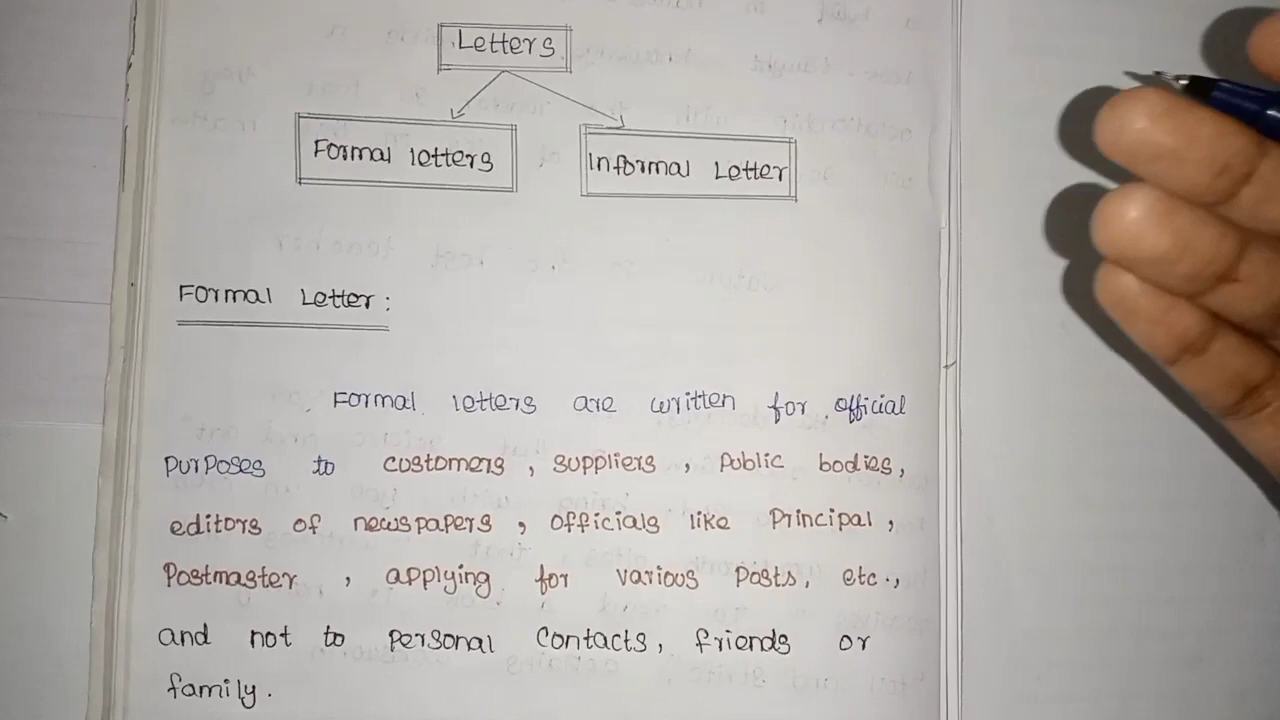 Letters
Formal letters
Informal Letter
Formal Letter:
Formal letters are written for official
purposes to customers, suppliers, public bodies,
editors of newspapers, officials like Principal,
Postmaster, applying for various posts, etc.,
and not to personal contacts, friends or
family.